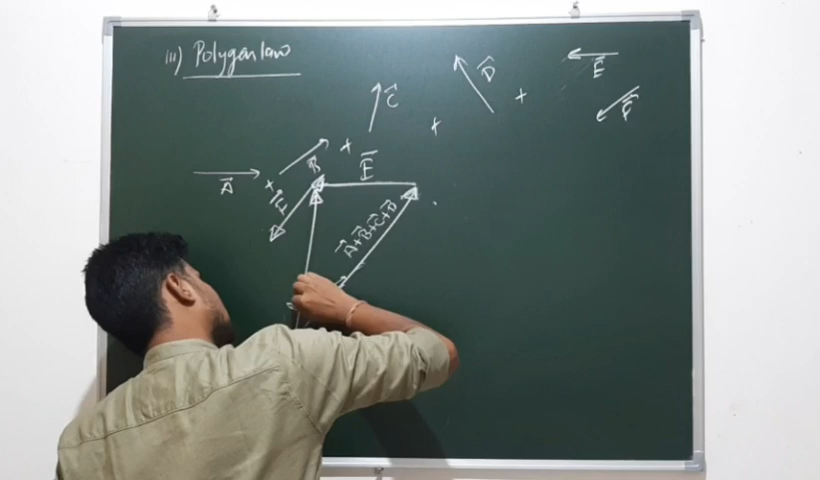 iii) Polygon law
A⃗ + B⃗ + C⃗ + D⃗ + E⃗
F⃗
E⃗
F⃗
A⃗+B⃗+C⃗+D⃗